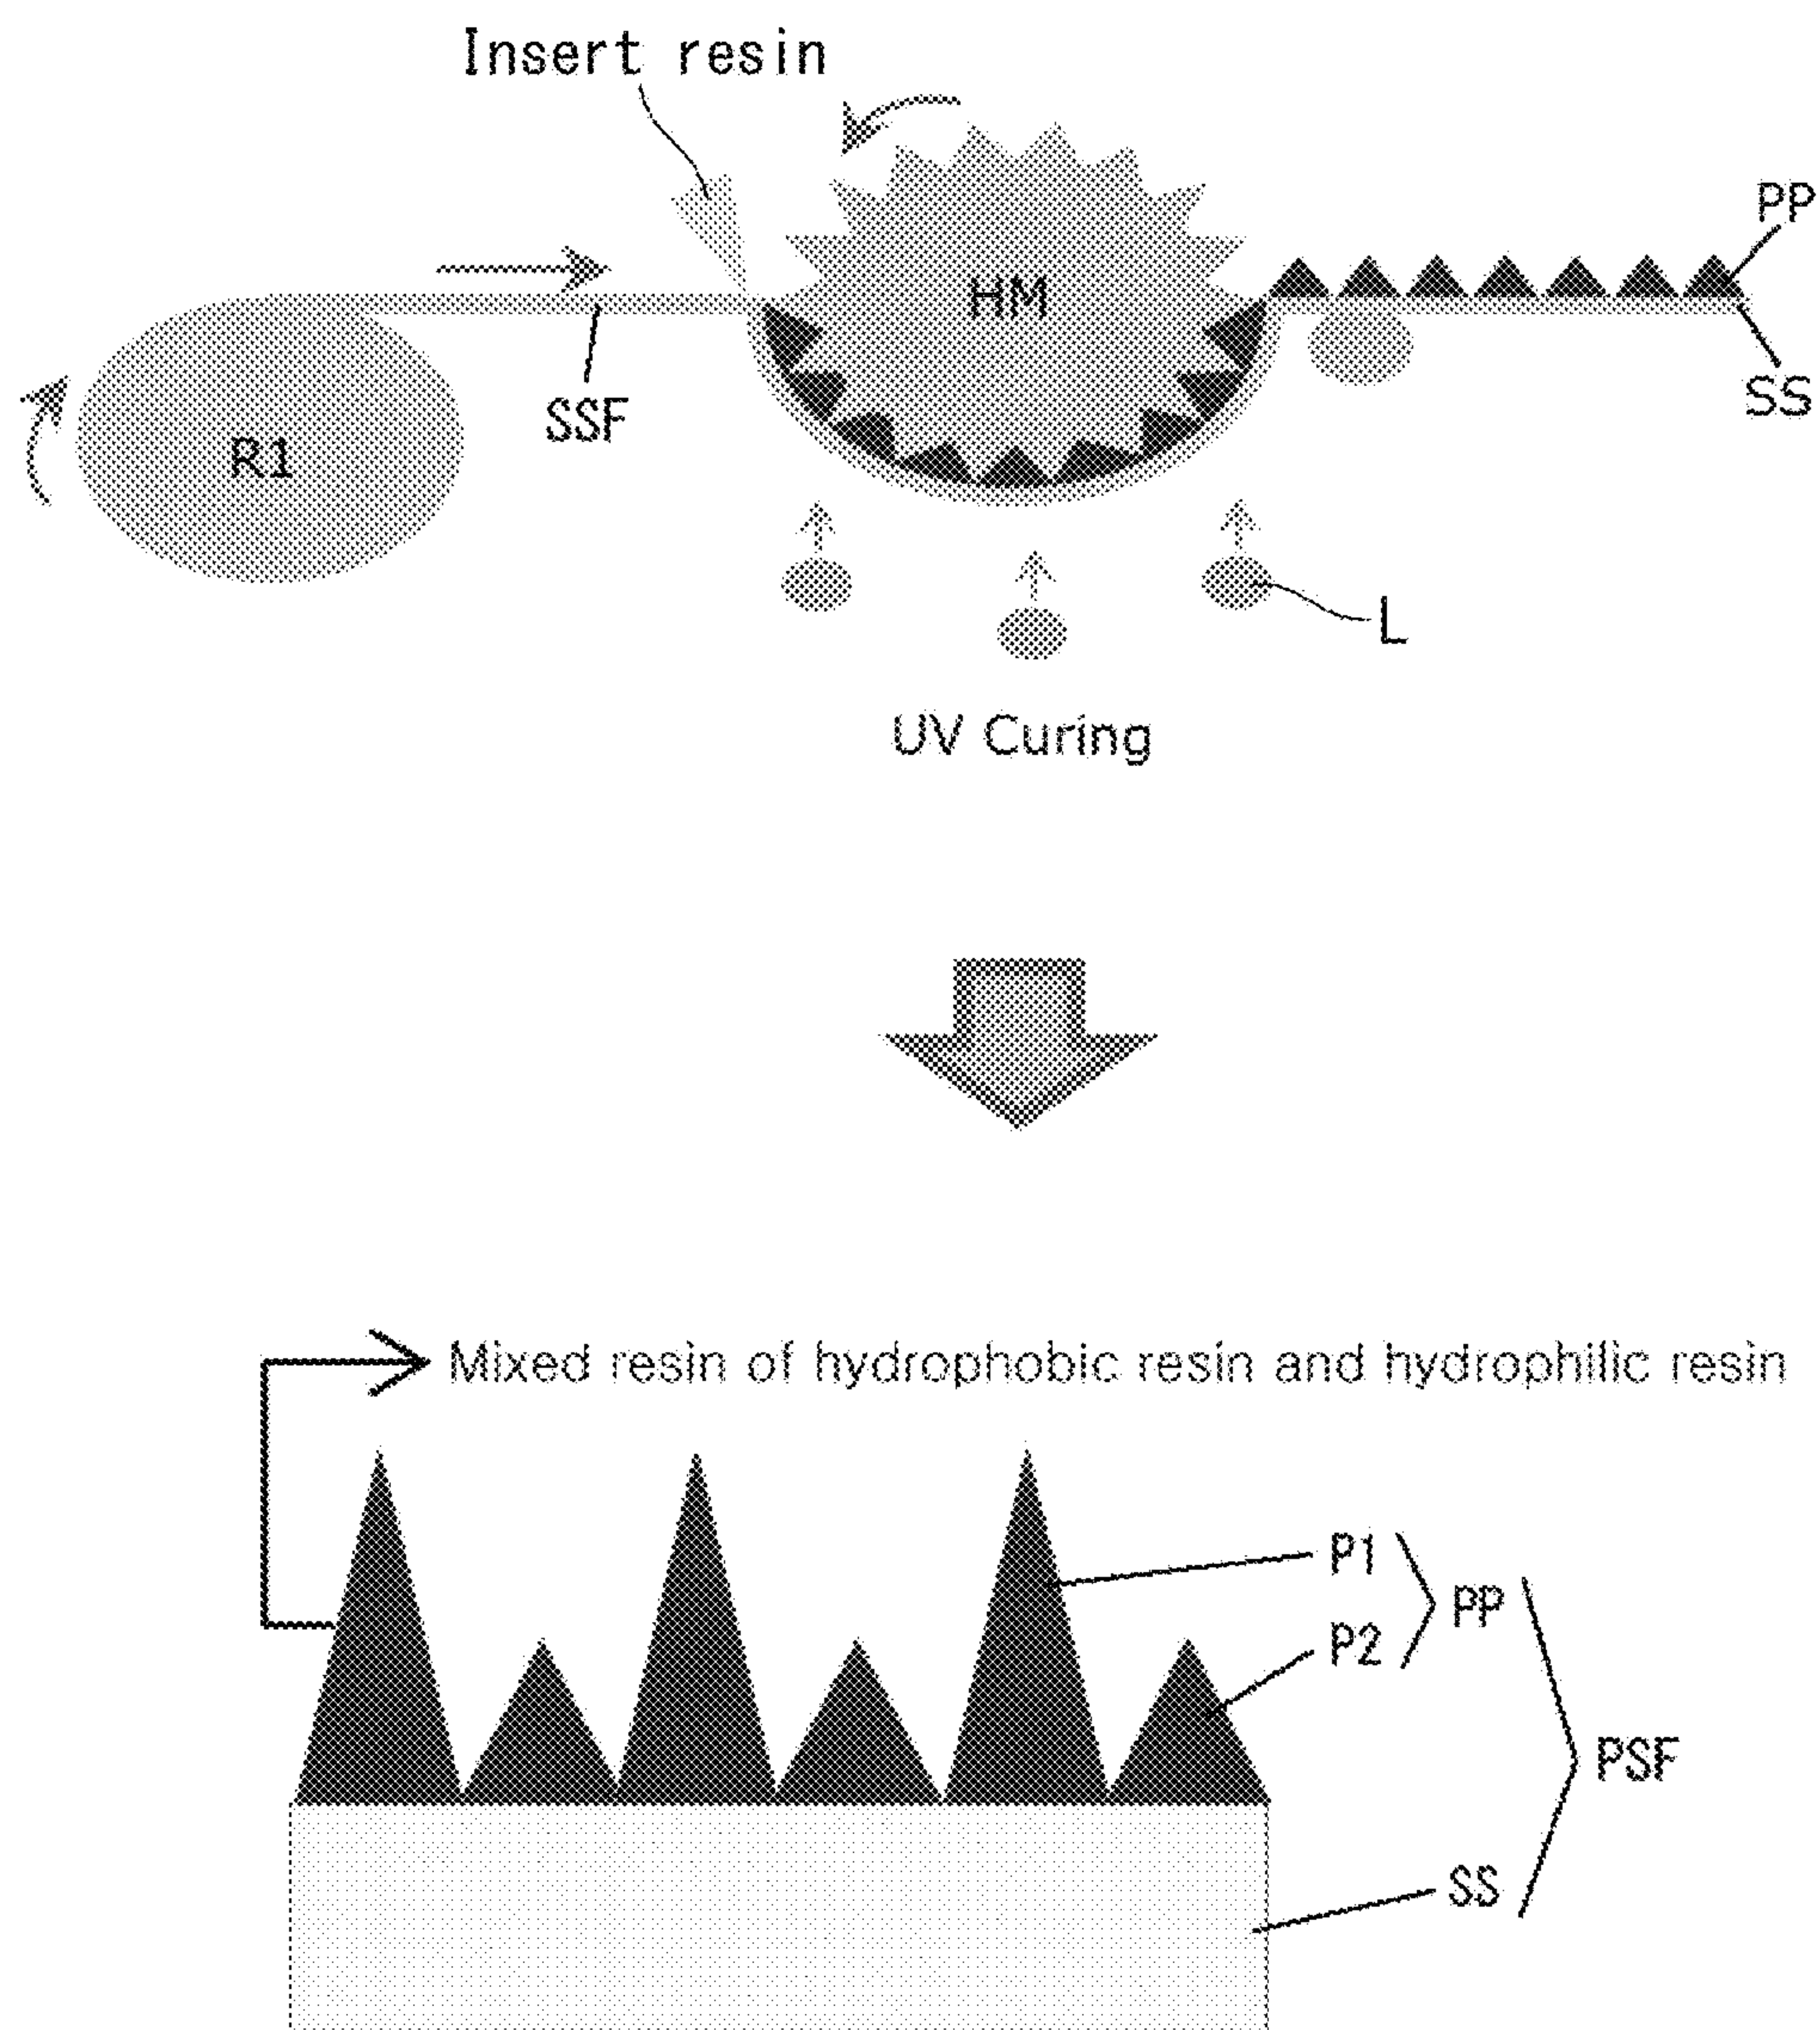 Insert resin
PP
HM
SSF
SS
R1
L
UV Curing
Mixed resin of hydrophobic resin and hydrophilic resin
P1
PP
P2
PSF
SS